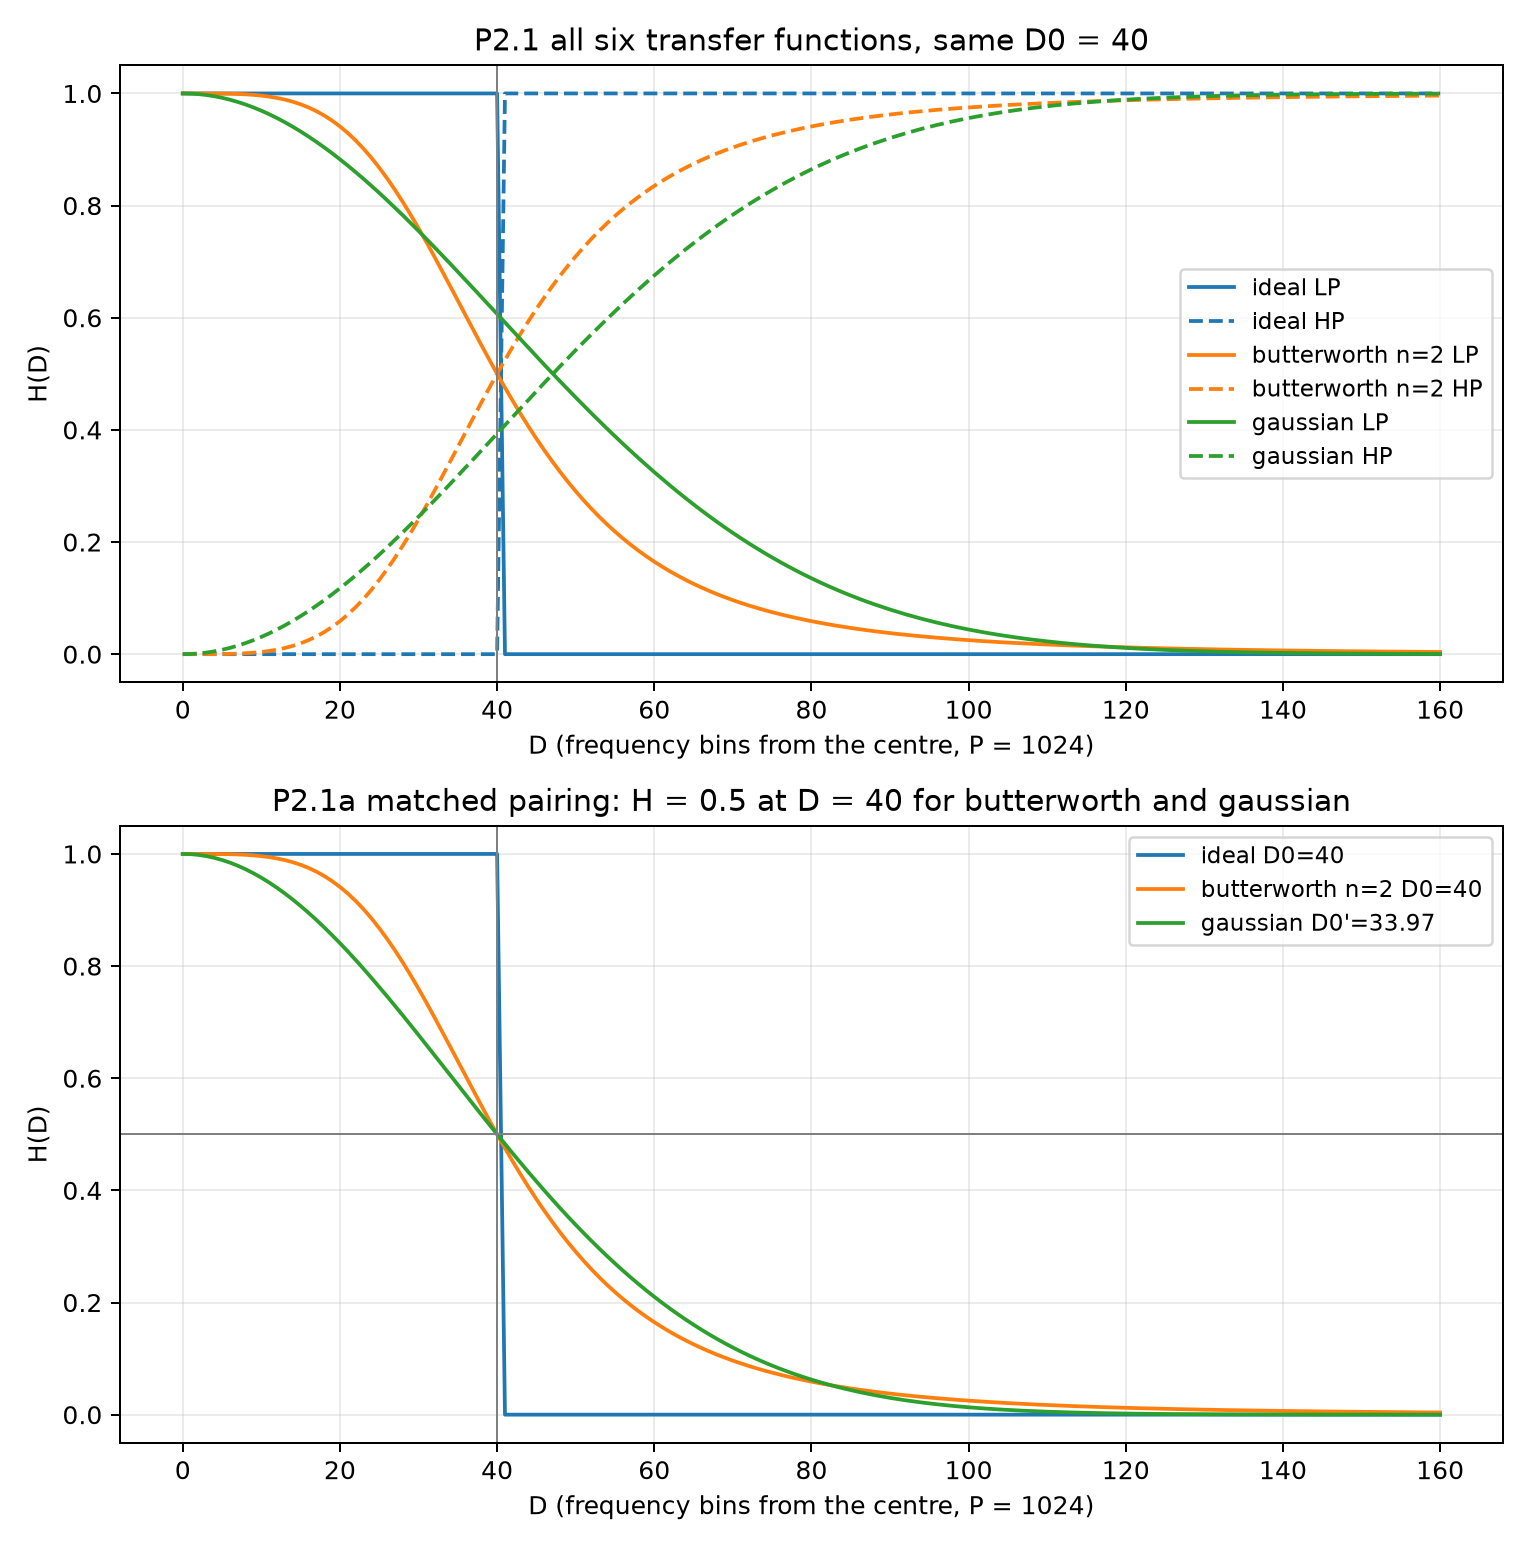 P2.1 all six transfer functions, same D0 = 40
H(D)
1.0
0.8
0.6
0.4
0.2
0.0
ideal LP
ideal HP
butterworth n=2 LP
butterworth n=2 HP
gaussian LP
gaussian HP
0 20 40 60 80 100 120 140 160
D (frequency bins from the centre, P = 1024)
P2.1a matched pairing: H = 0.5 at D = 40 for butterworth and gaussian
H(D)
1.0
0.8
0.6
0.4
0.2
0.0
ideal D0=40
butterworth n=2 D0=40
gaussian D0'=33.97
0 20 40 60 80 100 120 140 160
D (frequency bins from the centre, P = 1024)